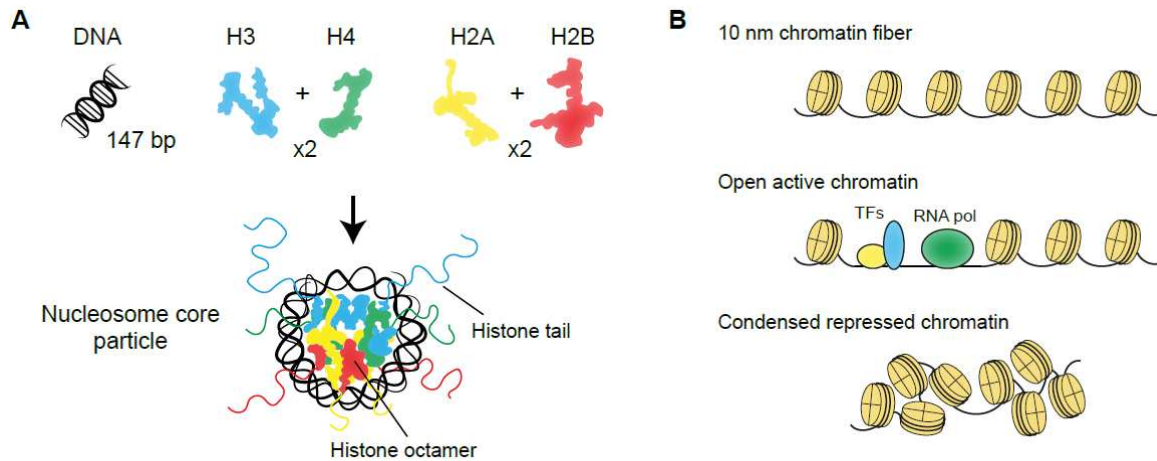 A
DNA
H3
H4
H2A
H2B
147 bp
+
x2
+
x2
Nucleosome core
particle
Histone tail
Histone octamer
B
10 nm chromatin fiber
Open active chromatin
TFs
RNA pol
Condensed repressed chromatin